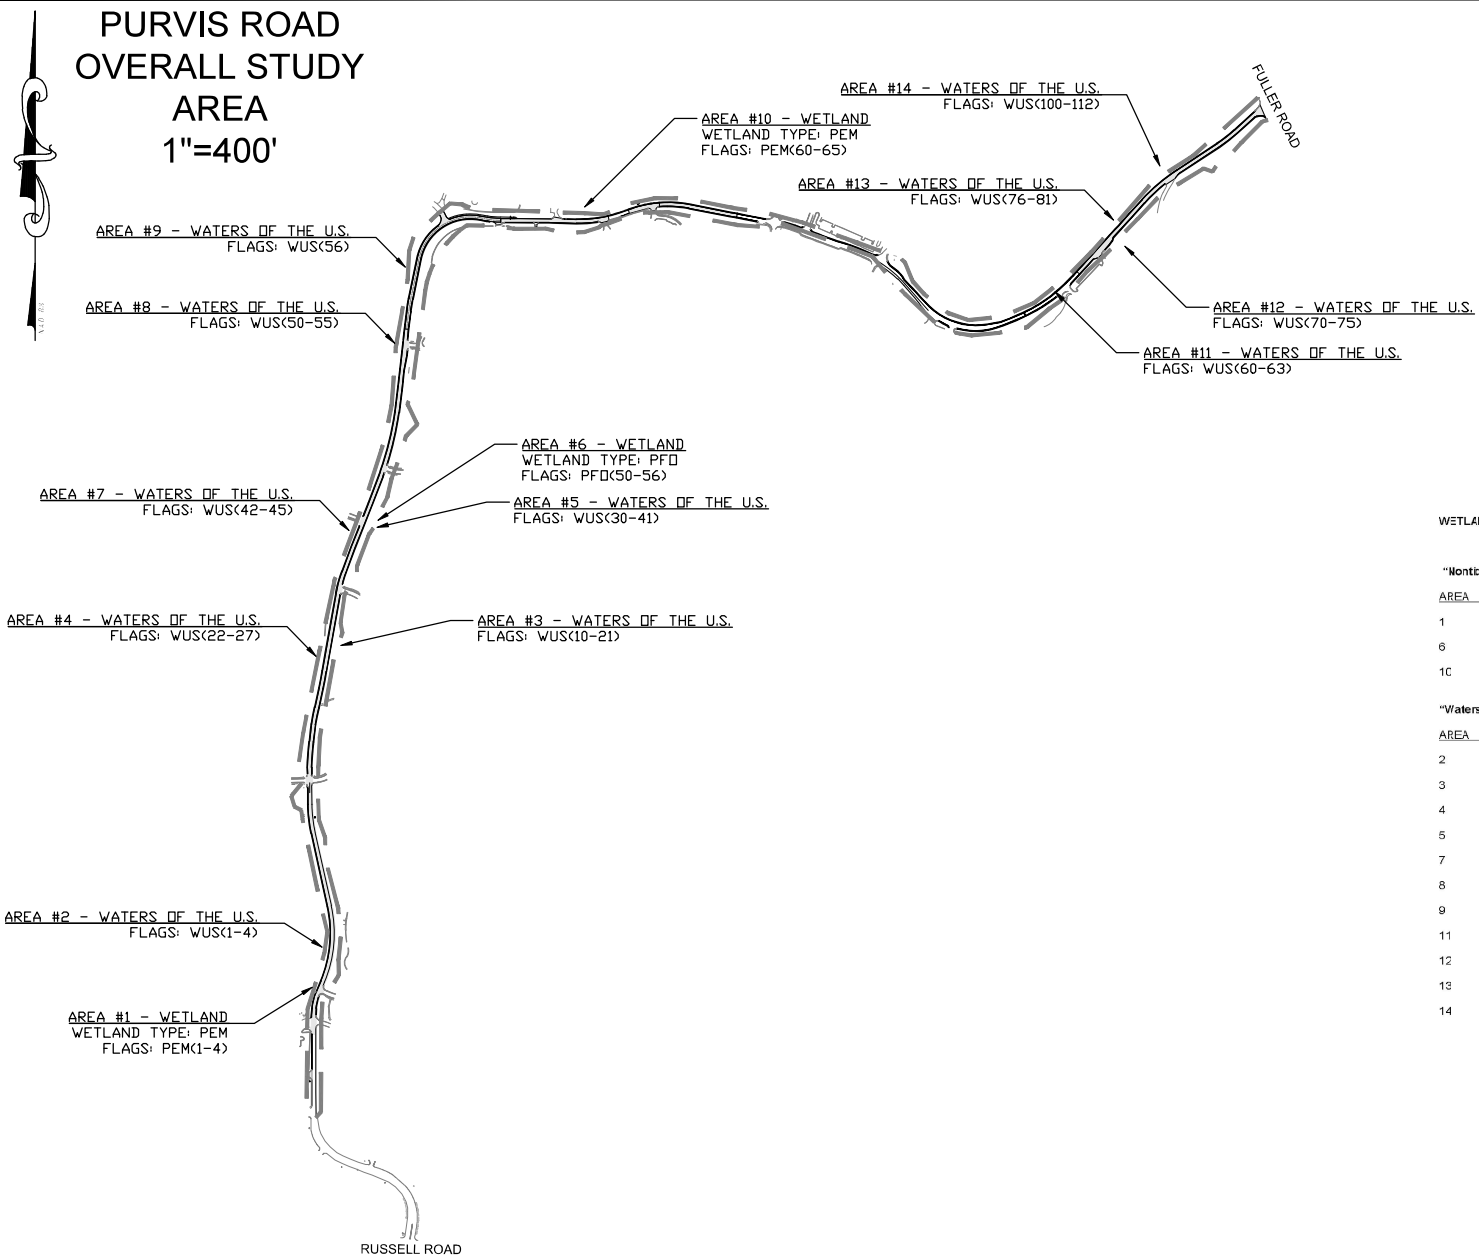 PURVIS ROAD
OVERALL STUDY
AREA
1"=400'
FULLER ROAD
AREA #14 - WATERS OF THE U.S.
FLAGS: WUS(100-112)
AREA #10 - WETLAND
WETLAND TYPE: PEM
FLAGS: PEM(60-65)
AREA #13 - WATERS OF THE U.S.
FLAGS: WUS(76-81)
AREA #9 - WATERS OF THE U.S.
FLAGS: WUS(56)
AREA #8 - WATERS OF THE U.S.
FLAGS: WUS(50-55)
AREA #12 - WATERS OF THE U.S.
FLAGS: WUS(70-75)
AREA #11 - WATERS OF THE U.S.
FLAGS: WUS(60-63)
AREA #6 - WETLAND
WETLAND TYPE: PFO
FLAGS: PFO(50-56)
AREA #7 - WATERS OF THE U.S.
FLAGS: WUS(42-45)
AREA #5 - WATERS OF THE U.S.
FLAGS: WUS(30-41)
AREA #4 - WATERS OF THE U.S.
FLAGS: WUS(22-27)
AREA #3 - WATERS OF THE U.S.
FLAGS: WUS(10-21)
AREA #2 - WATERS OF THE U.S.
FLAGS: WUS(1-4)
AREA #1 - WETLAND
WETLAND TYPE: PEM
FLAGS: PEM(1-4)
RUSSELL ROAD
WETLA
"Nonti
AREA
1
6
10
"Waters
AREA
2
3
4
5
7
8
9
11
12
13
14